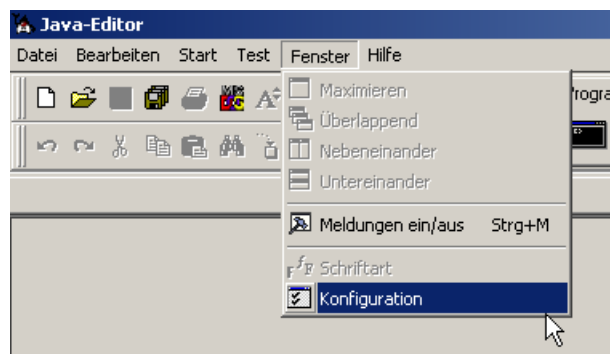 Java-Editor
Datei Bearbeiten Start Test Fenster Hilfe
Maximieren
Überlappend
Nebeneinander
Untereinander
Meldungen ein/aus Strg+M
Schriftart
Konfiguration